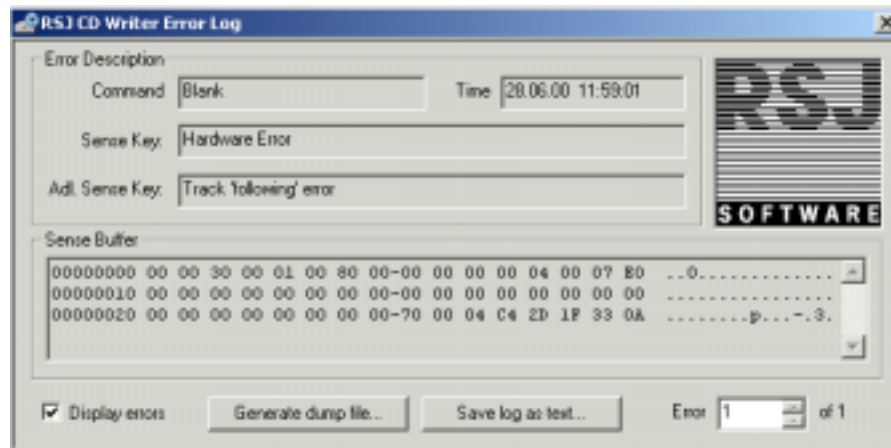 RSJ CD Writer Error Log
Error Description
Command Blank Time 28.06.00 11:59:01
Sense Key: Hardware Error
Adl. Sense Key: Track 'following' error
RSJ
SOFTWARE
Sense Buffer
00000000 00 00 30 00 01 00 80 00-00 00 00 00 04 00 07 E0 ..0.............
00000010 00 00 00 00 00 00 00 00-00 00 00 00 00 00 00 00 ................
00000020 00 00 00 00 00 00 00 00-70 00 04 C4 2D 1F 33 0A ........p...-.3.
Display errors Generate dump file... Save log as text... Error 1 of 1